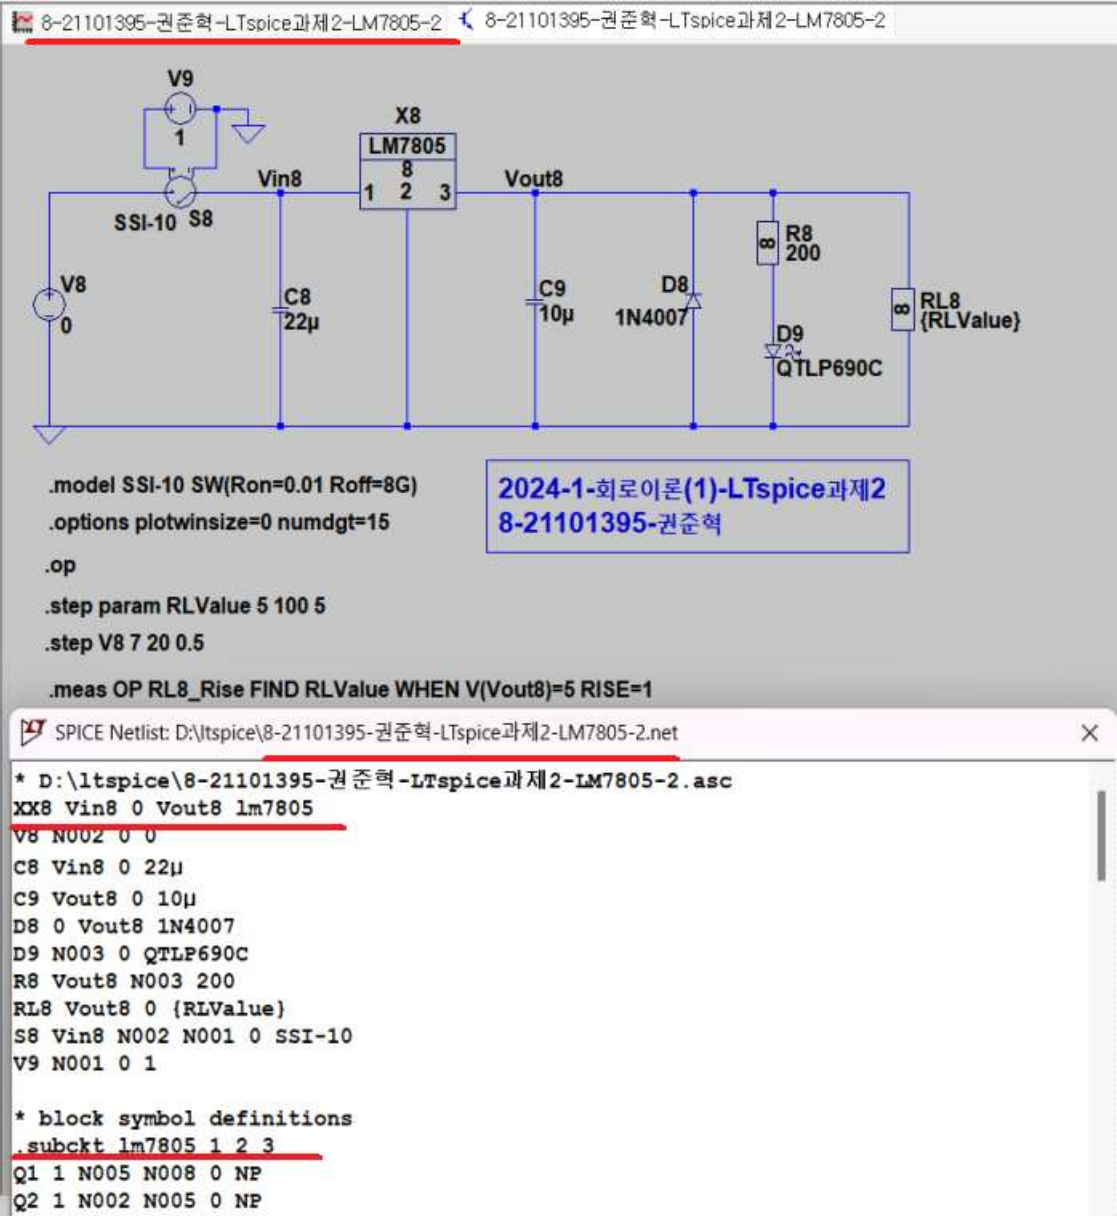 8-21101395-권준혁-LTspice과제2-LM7805-2
8-21101395-권준혁-LTspice과제2-LM7805-2
V9
1
X8
LM7805
8
1 2 3
Vin8
Vout8
SSI-10 S8
V8
0
C8
22µ
C9
10µ
D8
1N4007
8
R8
200
D9
QTLP690C
8
RL8
{RLValue}
.model SSI-10 SW(Ron=0.01 Roff=8G)
.options plotwinsize=0 numdgt=15
.op
.step param RLValue 5 100 5
.step V8 7 20 0.5
.meas OP RL8_Rise FIND RLValue WHEN V(Vout8)=5 RISE=1
2024-1-회로이론(1)-LTspice과제2
8-21101395-권준혁
SPICE Netlist: D:\ltspice\8-21101395-권준혁-LTspice과제2-LM7805-2.net
* D:\ltspice\8-21101395-권준혁-LTspice과제2-LM7805-2.asc
XX8 Vin8 0 Vout8 lm7805
V8 N002 0 0
C8 Vin8 0 22µ
C9 Vout8 0 10µ
D8 0 Vout8 1N4007
D9 N003 0 QTLP690C
R8 Vout8 N003 200
RL8 Vout8 0 {RLValue}
S8 Vin8 N002 N001 0 SSI-10
V9 N001 0 1
* block symbol definitions
.subckt lm7805 1 2 3
Q1 1 N005 N008 0 NP
Q2 1 N002 N005 0 NP